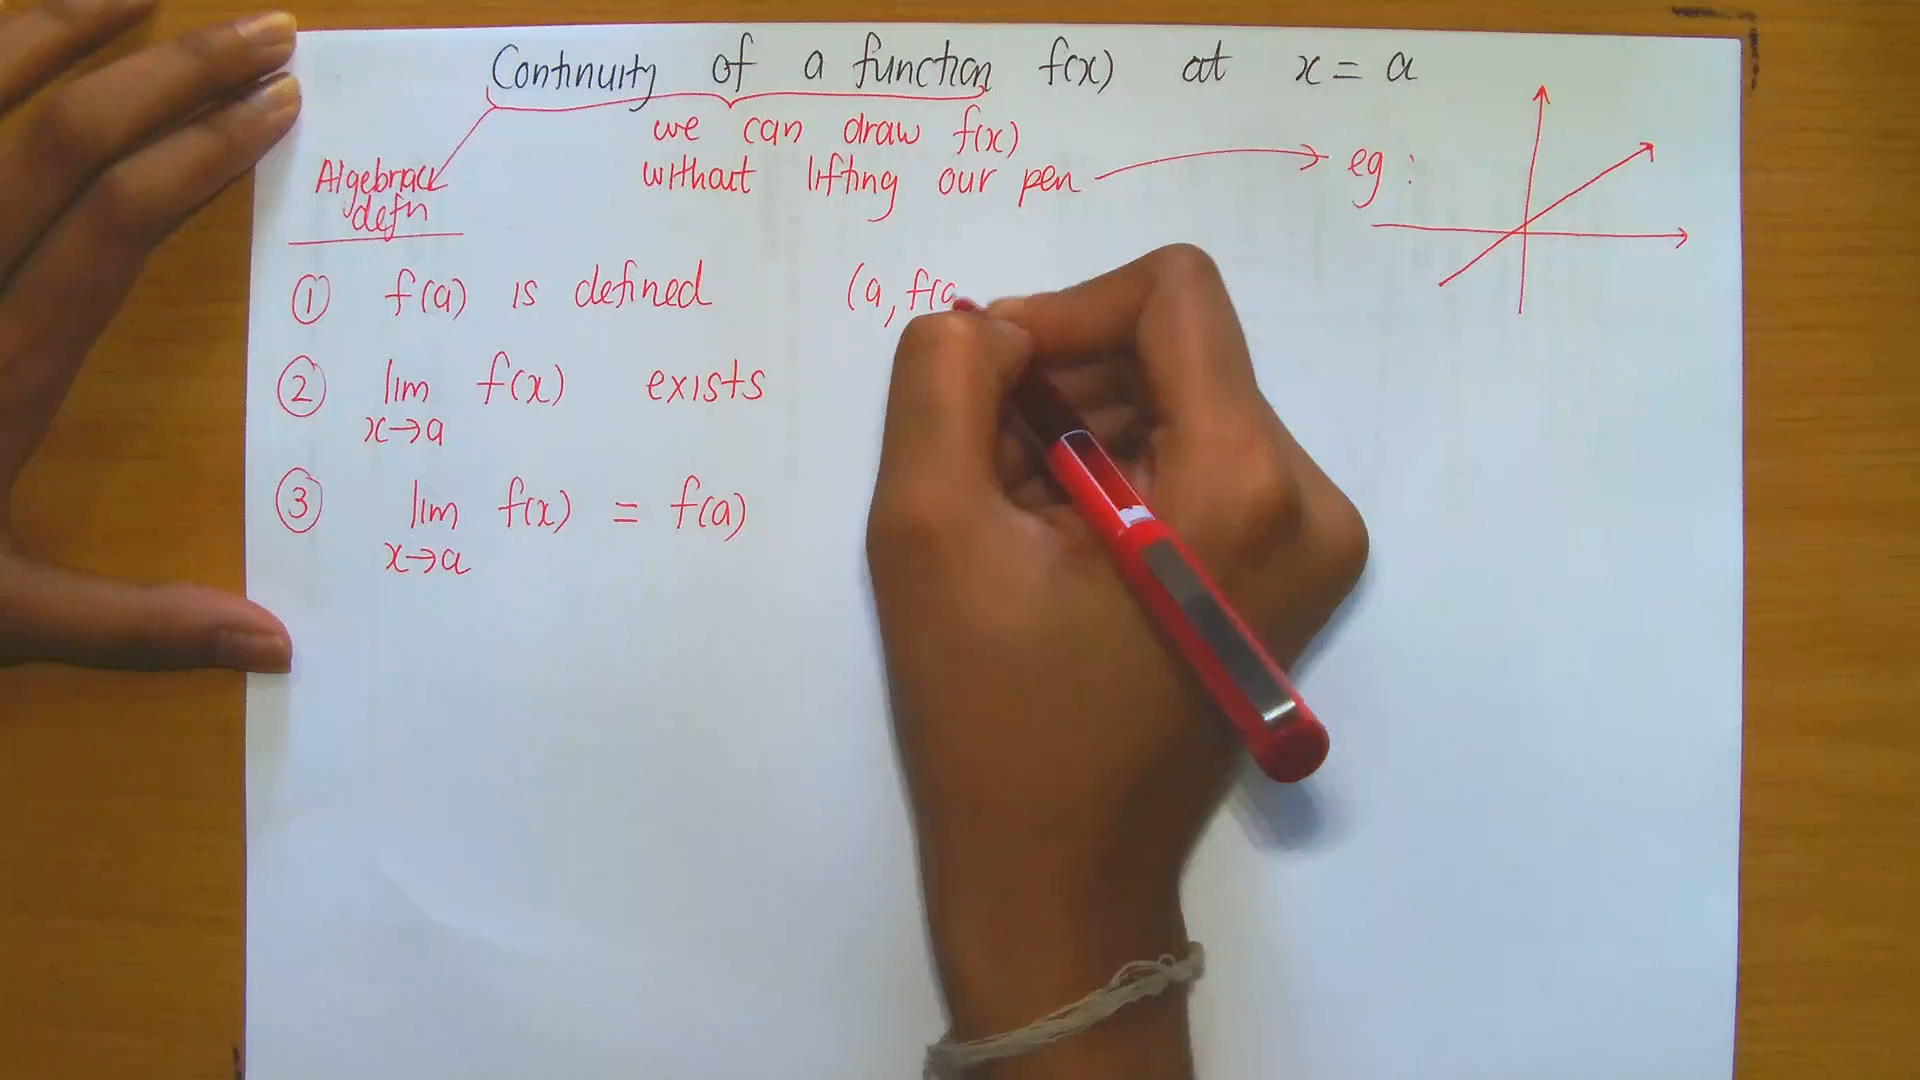 Continuity of a function f(x) at x = a
we can draw f(x)
without lifting our pen → eg :
Algebraic
defn
① f(a) is defined (a, f(a
② lim f(x) exists
x→a
③ lim f(x) = f(a)
x→a